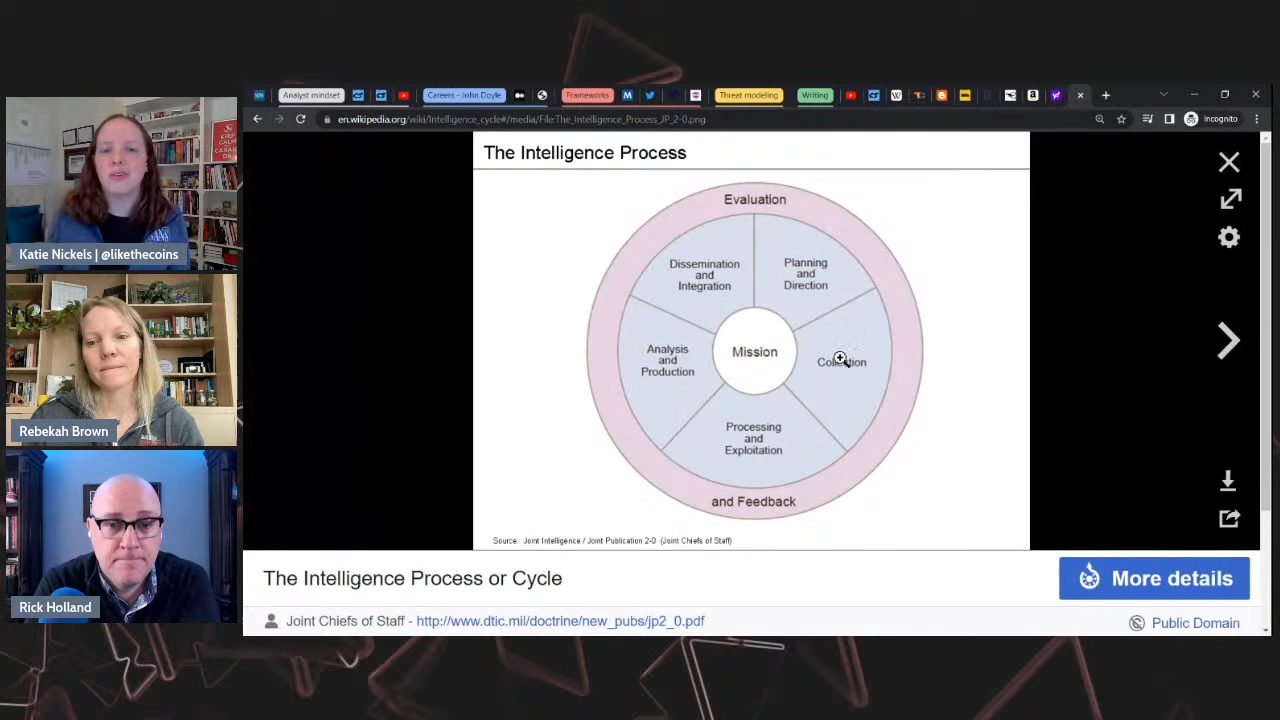 Analyst mindset
Careers - John Doyle
Frameworks
Threat modeling
Writing
en.wikipedia.org/wiki/Intelligence_cycle#/media/File:The_Intelligence_Process_JP_2-0.png
Incognito
The Intelligence Process
Evaluation
Dissemination
and
Integration
Planning
and
Direction
Analysis
and
Production
Mission
Collection
Processing
and
Exploitation
and Feedback
Source: Joint Intelligence / Joint Publication 2-0 (Joint Chiefs of Staff)
The Intelligence Process or Cycle
More details
Joint Chiefs of Staff - http://www.dtic.mil/doctrine/new_pubs/jp2_0.pdf
Public Domain
KEEP
CALM
Katie Nickels | @likethecoins
Rebekah Brown
Rick Holland